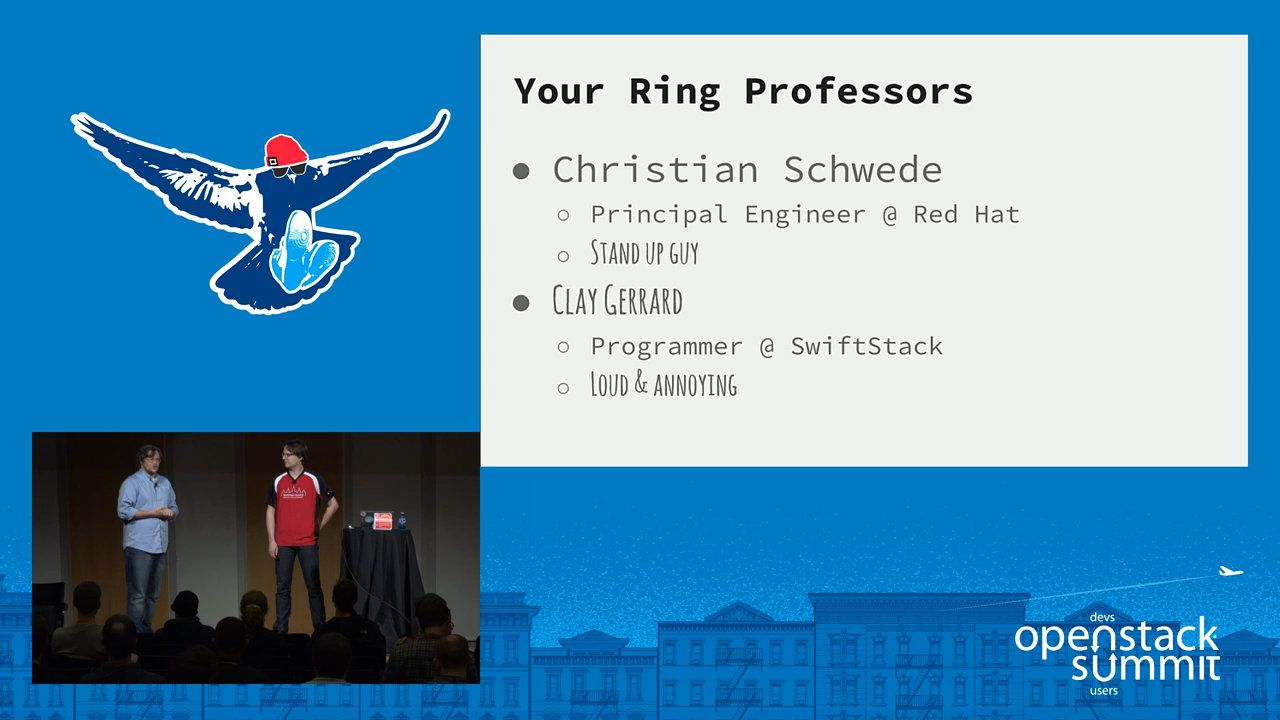 Your Ring Professors
● Christian Schwede
○ Principal Engineer @ Red Hat
○ Stand up guy
● Clay Gerrard
○ Programmer @ SwiftStack
○ Loud & annoying
devs
openstack
summit
users